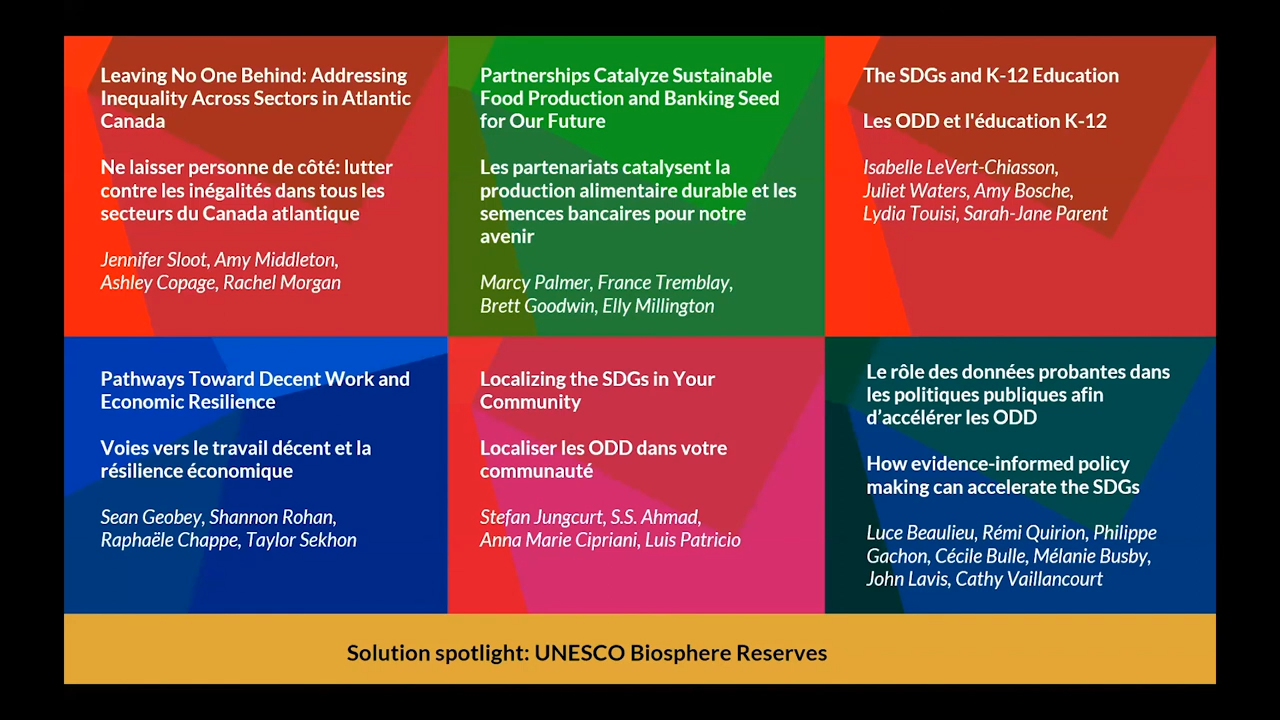 Leaving No One Behind: Addressing
Inequality Across Sectors in Atlantic
Canada
Ne laisser personne de côté: lutter
contre les inégalités dans tous les
secteurs du Canada atlantique
Jennifer Sloot, Amy Middleton,
Ashley Copage, Rachel Morgan
Partnerships Catalyze Sustainable
Food Production and Banking Seed
for Our Future
Les partenariats catalysent la
production alimentaire durable et les
semences bancaires pour notre
avenir
Marcy Palmer, France Tremblay,
Brett Goodwin, Elly Millington
The SDGs and K-12 Education
Les ODD et l'éducation K-12
Isabelle LeVert-Chiasson,
Juliet Waters, Amy Bosche,
Lydia Touisi, Sarah-Jane Parent
Pathways Toward Decent Work and
Economic Resilience
Voies vers le travail décent et la
résilience économique
Sean Geobey, Shannon Rohan,
Raphaële Chappe, Taylor Sekhon
Localizing the SDGs in Your
Community
Localiser les ODD dans votre
communauté
Stefan Jungcurt, S.S. Ahmad,
Anna Marie Cipriani, Luis Patricio
Le rôle des données probantes dans
les politiques publiques afin
d’accélérer les ODD
How evidence-informed policy
making can accelerate the SDGs
Luce Beaulieu, Rémi Quirion, Philippe
Gachon, Cécile Bulle, Mélanie Busby,
John Lavis, Cathy Vaillancourt
Solution spotlight: UNESCO Biosphere Reserves